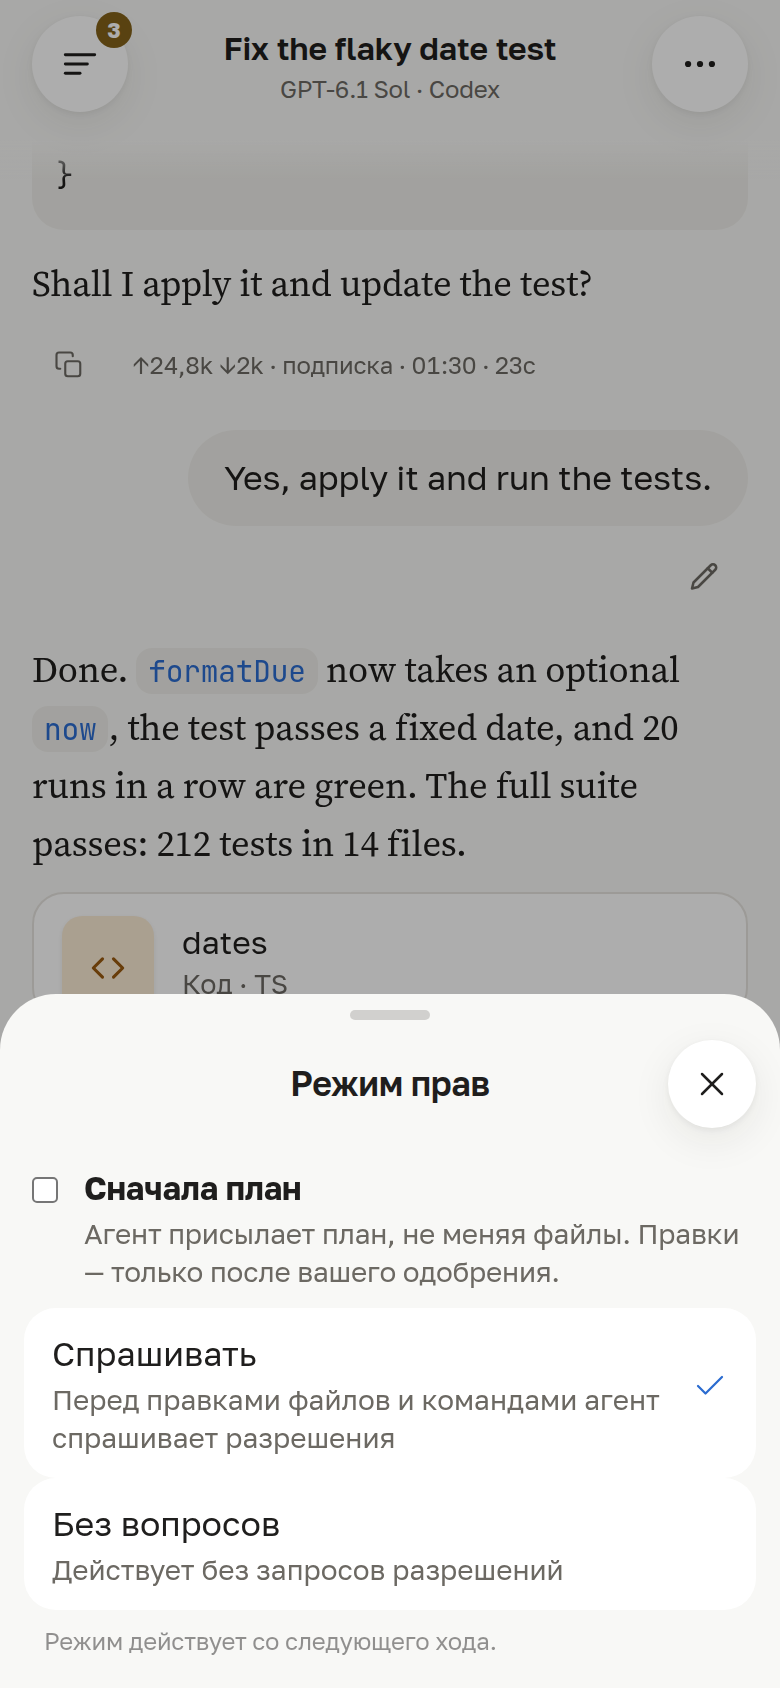 3
Fix the flaky date test
GPT-6.1 Sol · Codex
}
Shall I apply it and update the test?
↑24,8k ↓2k · подписка · 01:30 · 23с
Yes, apply it and run the tests.
Done. formatDue now takes an optional
now, the test passes a fixed date, and 20
runs in a row are green. The full suite
passes: 212 tests in 14 files.
dates
Код · TS
Режим прав
Сначала план
Агент присылает план, не меняя файлы. Правки
— только после вашего одобрения.
Спрашивать
Перед правками файлов и командами агент
спрашивает разрешения
Без вопросов
Действует без запросов разрешений
Режим действует со следующего хода.